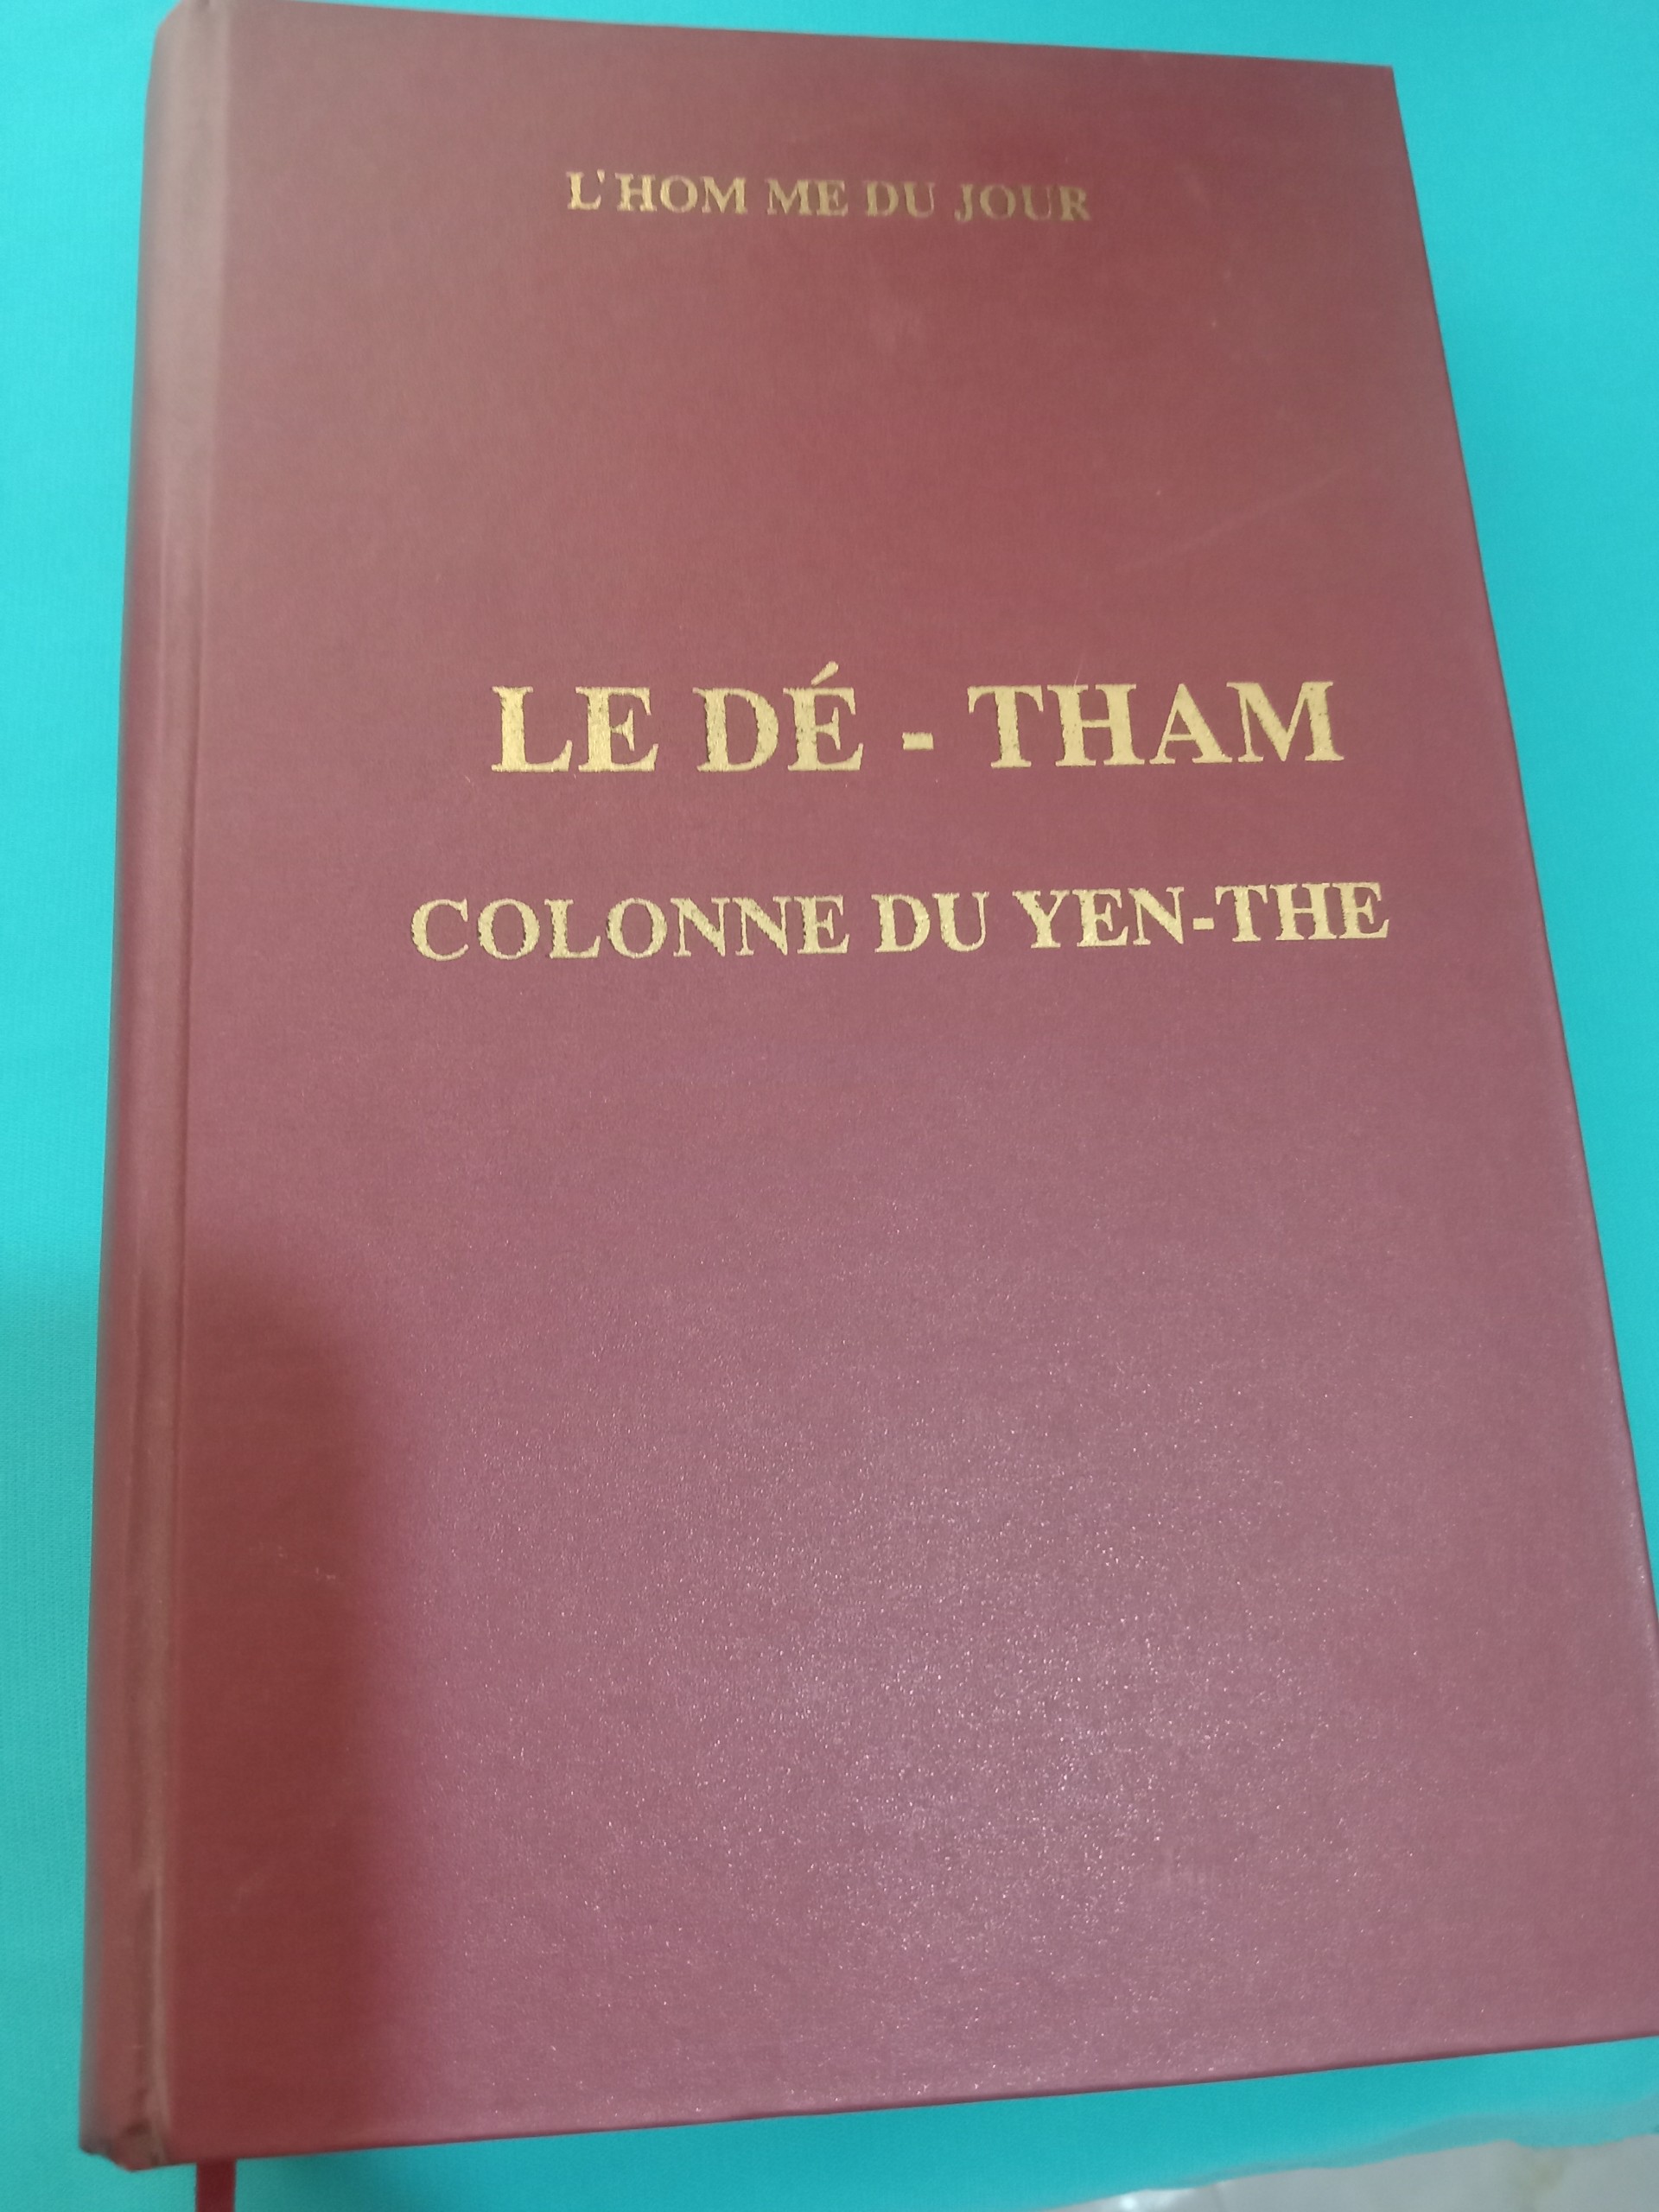 L'HOM ME DU JOUR
LE DÉ - THAM
COLONNE DU YEN-THE